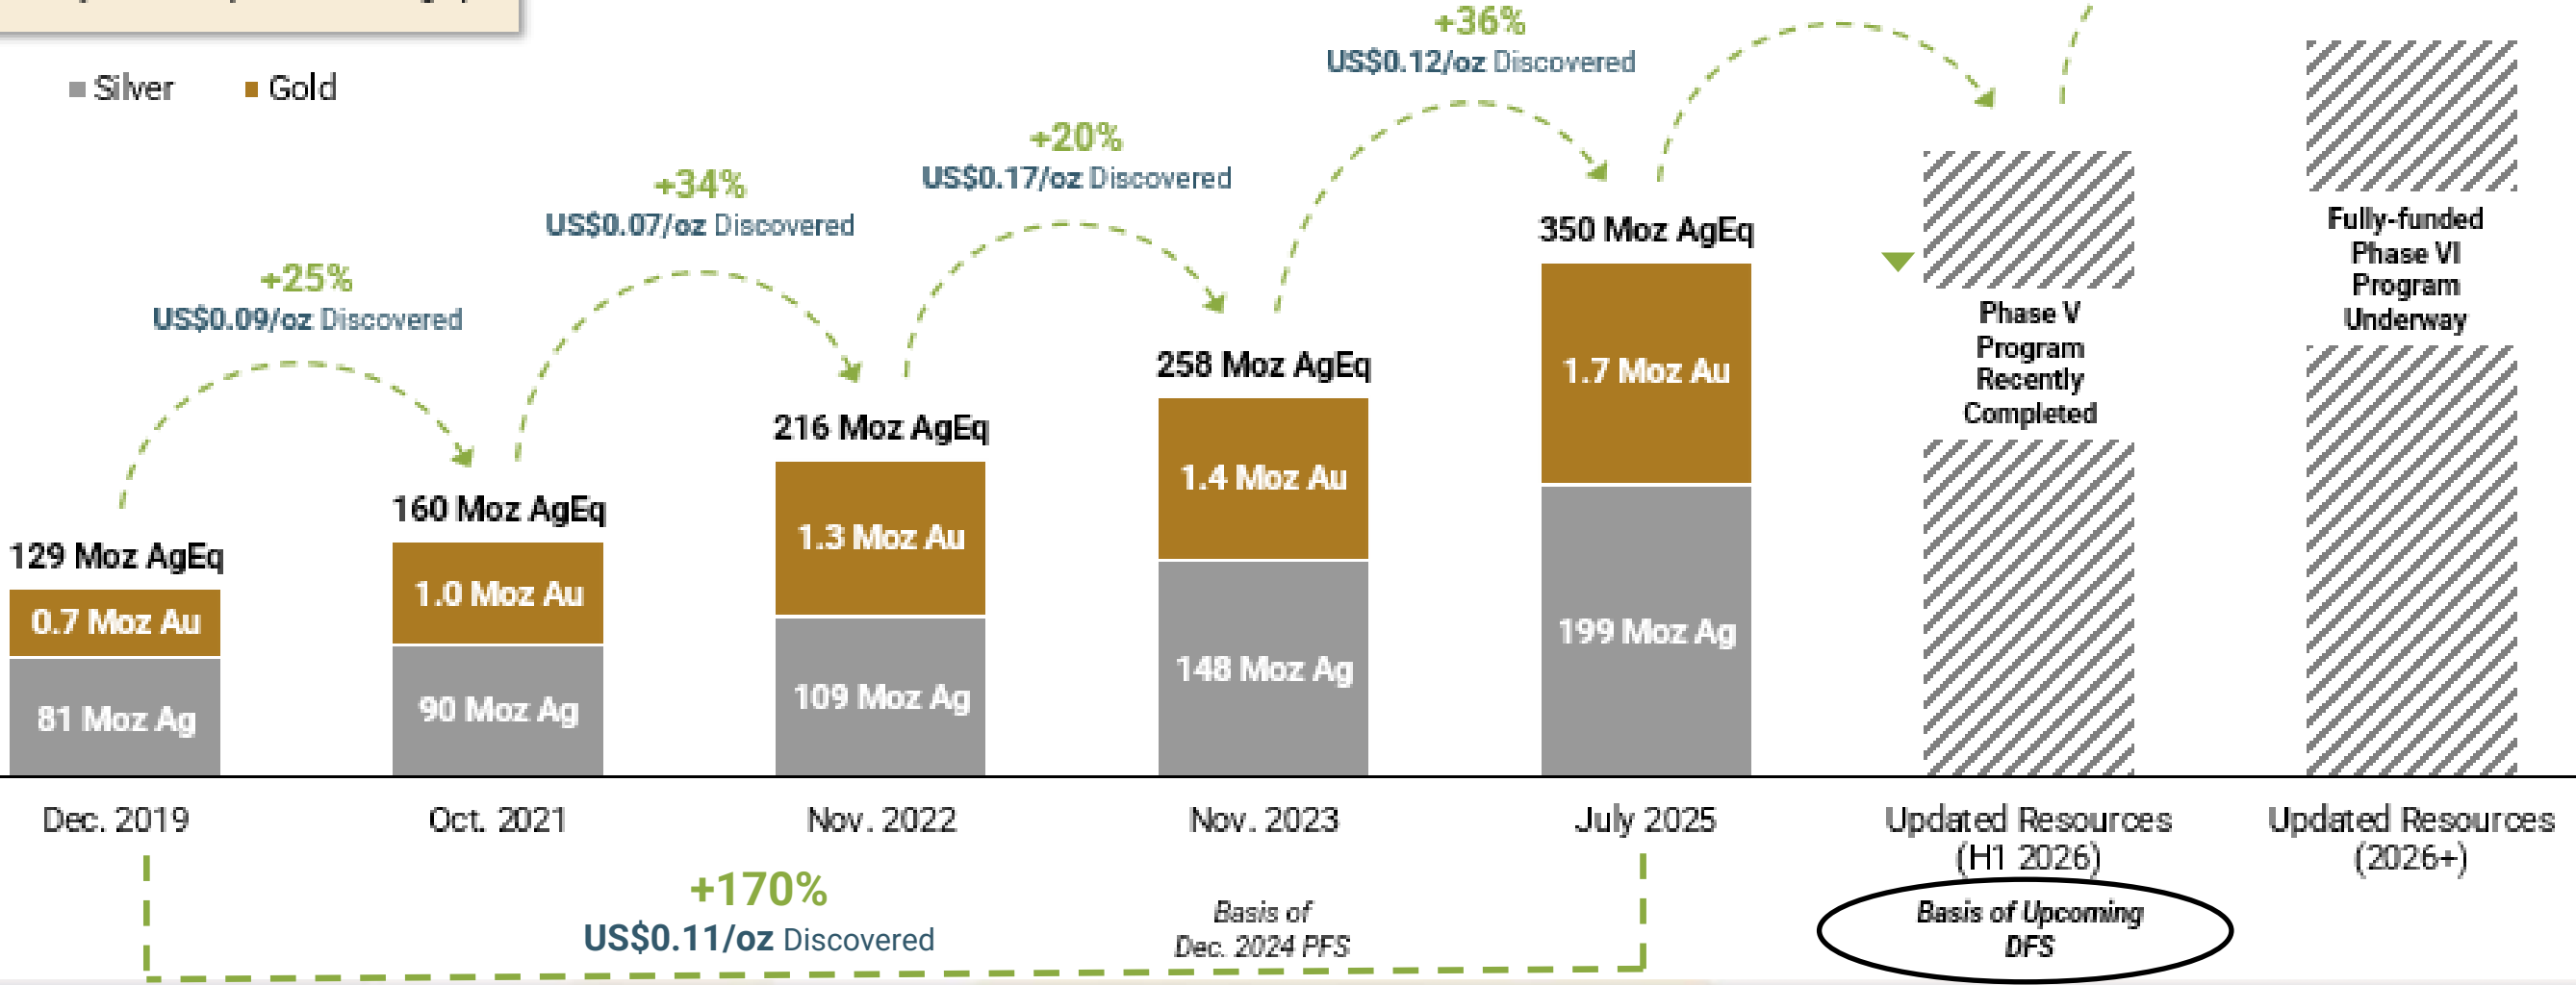 Silver
Gold
+25%
US$0.09/oz Discovered
+34%
US$0.07/oz Discovered
+20%
US$0.17/oz Discovered
+36%
US$0.12/oz Discovered
129 Moz AgEq
0.7 Moz Au
81 Moz Ag
160 Moz AgEq
1.0 Moz Au
90 Moz Ag
216 Moz AgEq
1.3 Moz Au
109 Moz Ag
258 Moz AgEq
1.4 Moz Au
148 Moz Ag
350 Moz AgEq
1.7 Moz Au
199 Moz Ag
Phase V
Program
Recently
Completed
Fully-funded
Phase VI
Program
Underway
Dec. 2019
Oct. 2021
Nov. 2022
Nov. 2023
July 2025
Updated Resources
(H1 2026)
Updated Resources
(2026+)
+170%
US$0.11/oz Discovered
Basis of
Dec. 2024 PFS
Basis of Upcoming
DFS